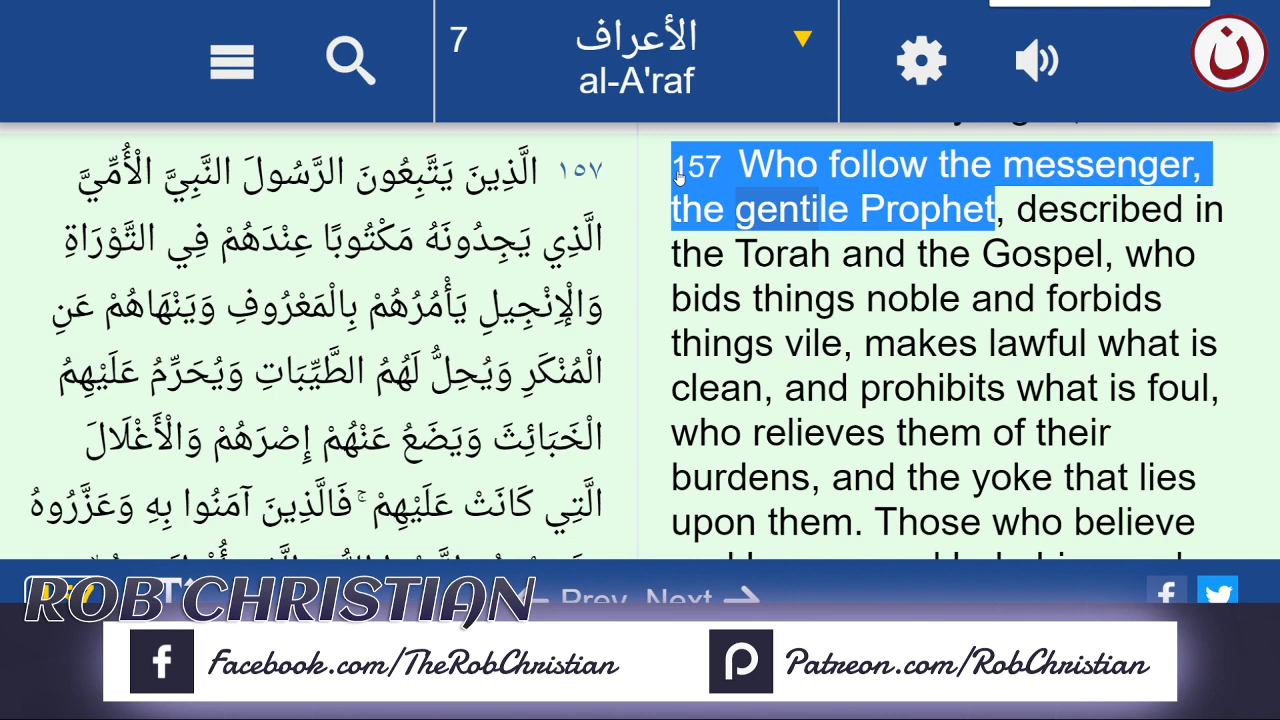 7
الأعراف
al-A'raf
ن
١٥٧ الَّذِينَ يَتَّبِعُونَ الرَّسُولَ النَّبِيَّ الْأُمِّيَّ
الَّذِي يَجِدُونَهُ مَكْتُوبًا عِنْدَهُمْ فِي التَّوْرَاةِ
وَالْإِنْجِيلِ يَأْمُرُهُمْ بِالْمَعْرُوفِ وَيَنْهَاهُمْ عَنِ
الْمُنْكَرِ وَيُحِلُّ لَهُمُ الطَّيِّبَاتِ وَيُحَرِّمُ عَلَيْهِمُ
الْخَبَائِثَ وَيَضَعُ عَنْهُمْ إِصْرَهُمْ وَالْأَغْلَالَ
الَّتِي كَانَتْ عَلَيْهِمْ ۚ فَالَّذِينَ آمَنُوا بِهِ وَعَزَّرُوهُ
157 Who follow the messenger,
the gentile Prophet, described in
the Torah and the Gospel, who
bids things noble and forbids
things vile, makes lawful what is
clean, and prohibits what is foul,
who relieves them of their
burdens, and the yoke that lies
upon them. Those who believe
Prev Next
ROB CHRISTIAN
Facebook.com/TheRobChristian
Patreon.com/RobChristian